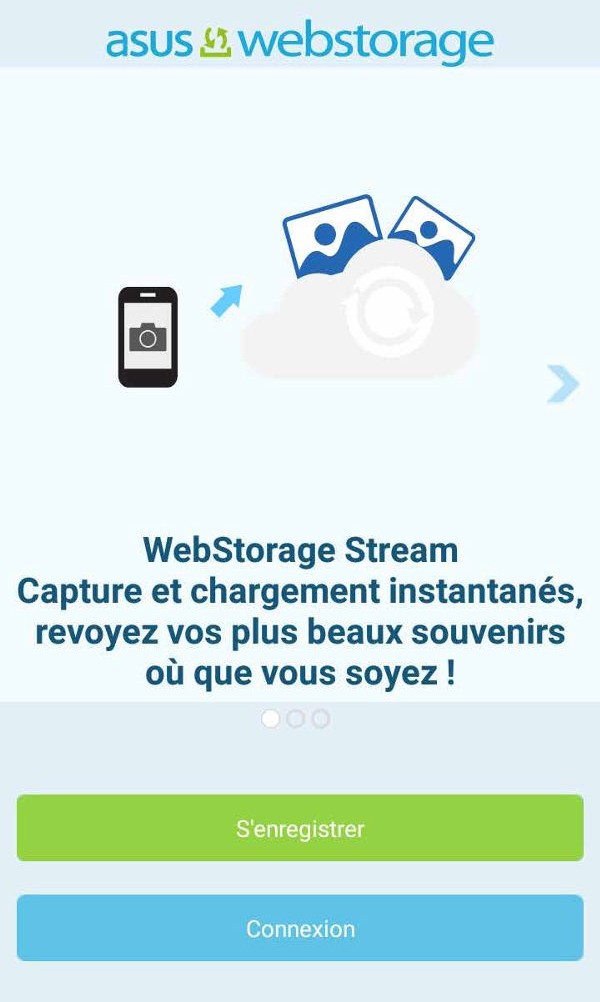 asus webstorage
WebStorage Stream
Capture et chargement instantanés,
revoyez vos plus beaux souvenirs
où que vous soyez !
S'enregistrer
Connexion